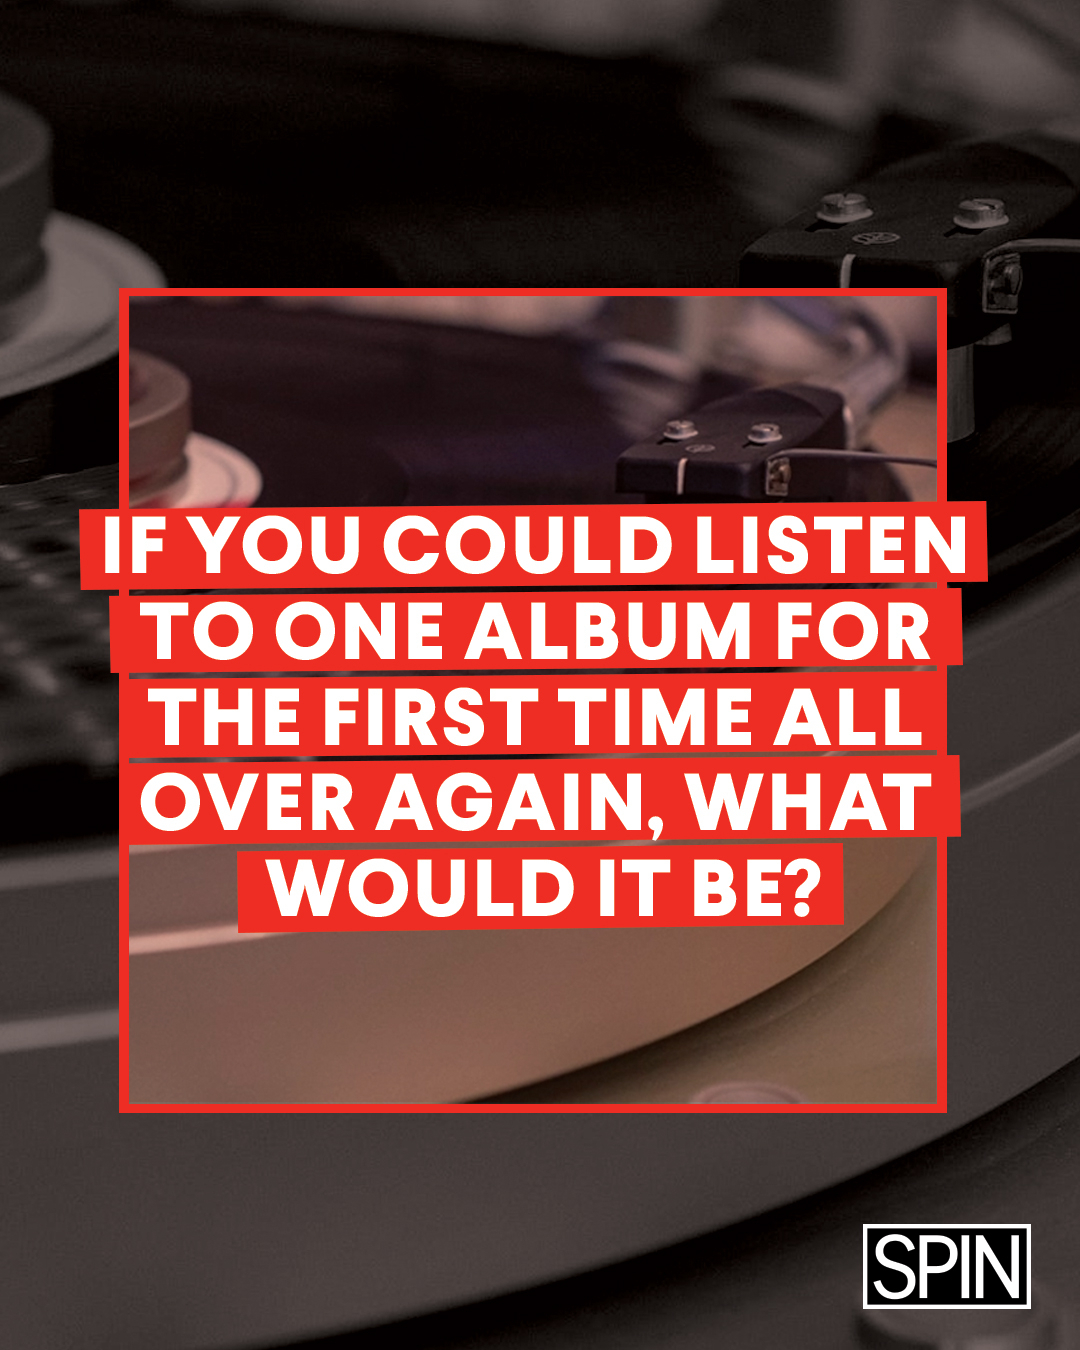 IF YOU COULD LISTEN
TO ONE ALBUM FOR
THE FIRST TIME ALL
OVER AGAIN, WHAT
WOULD IT BE?
SPIN